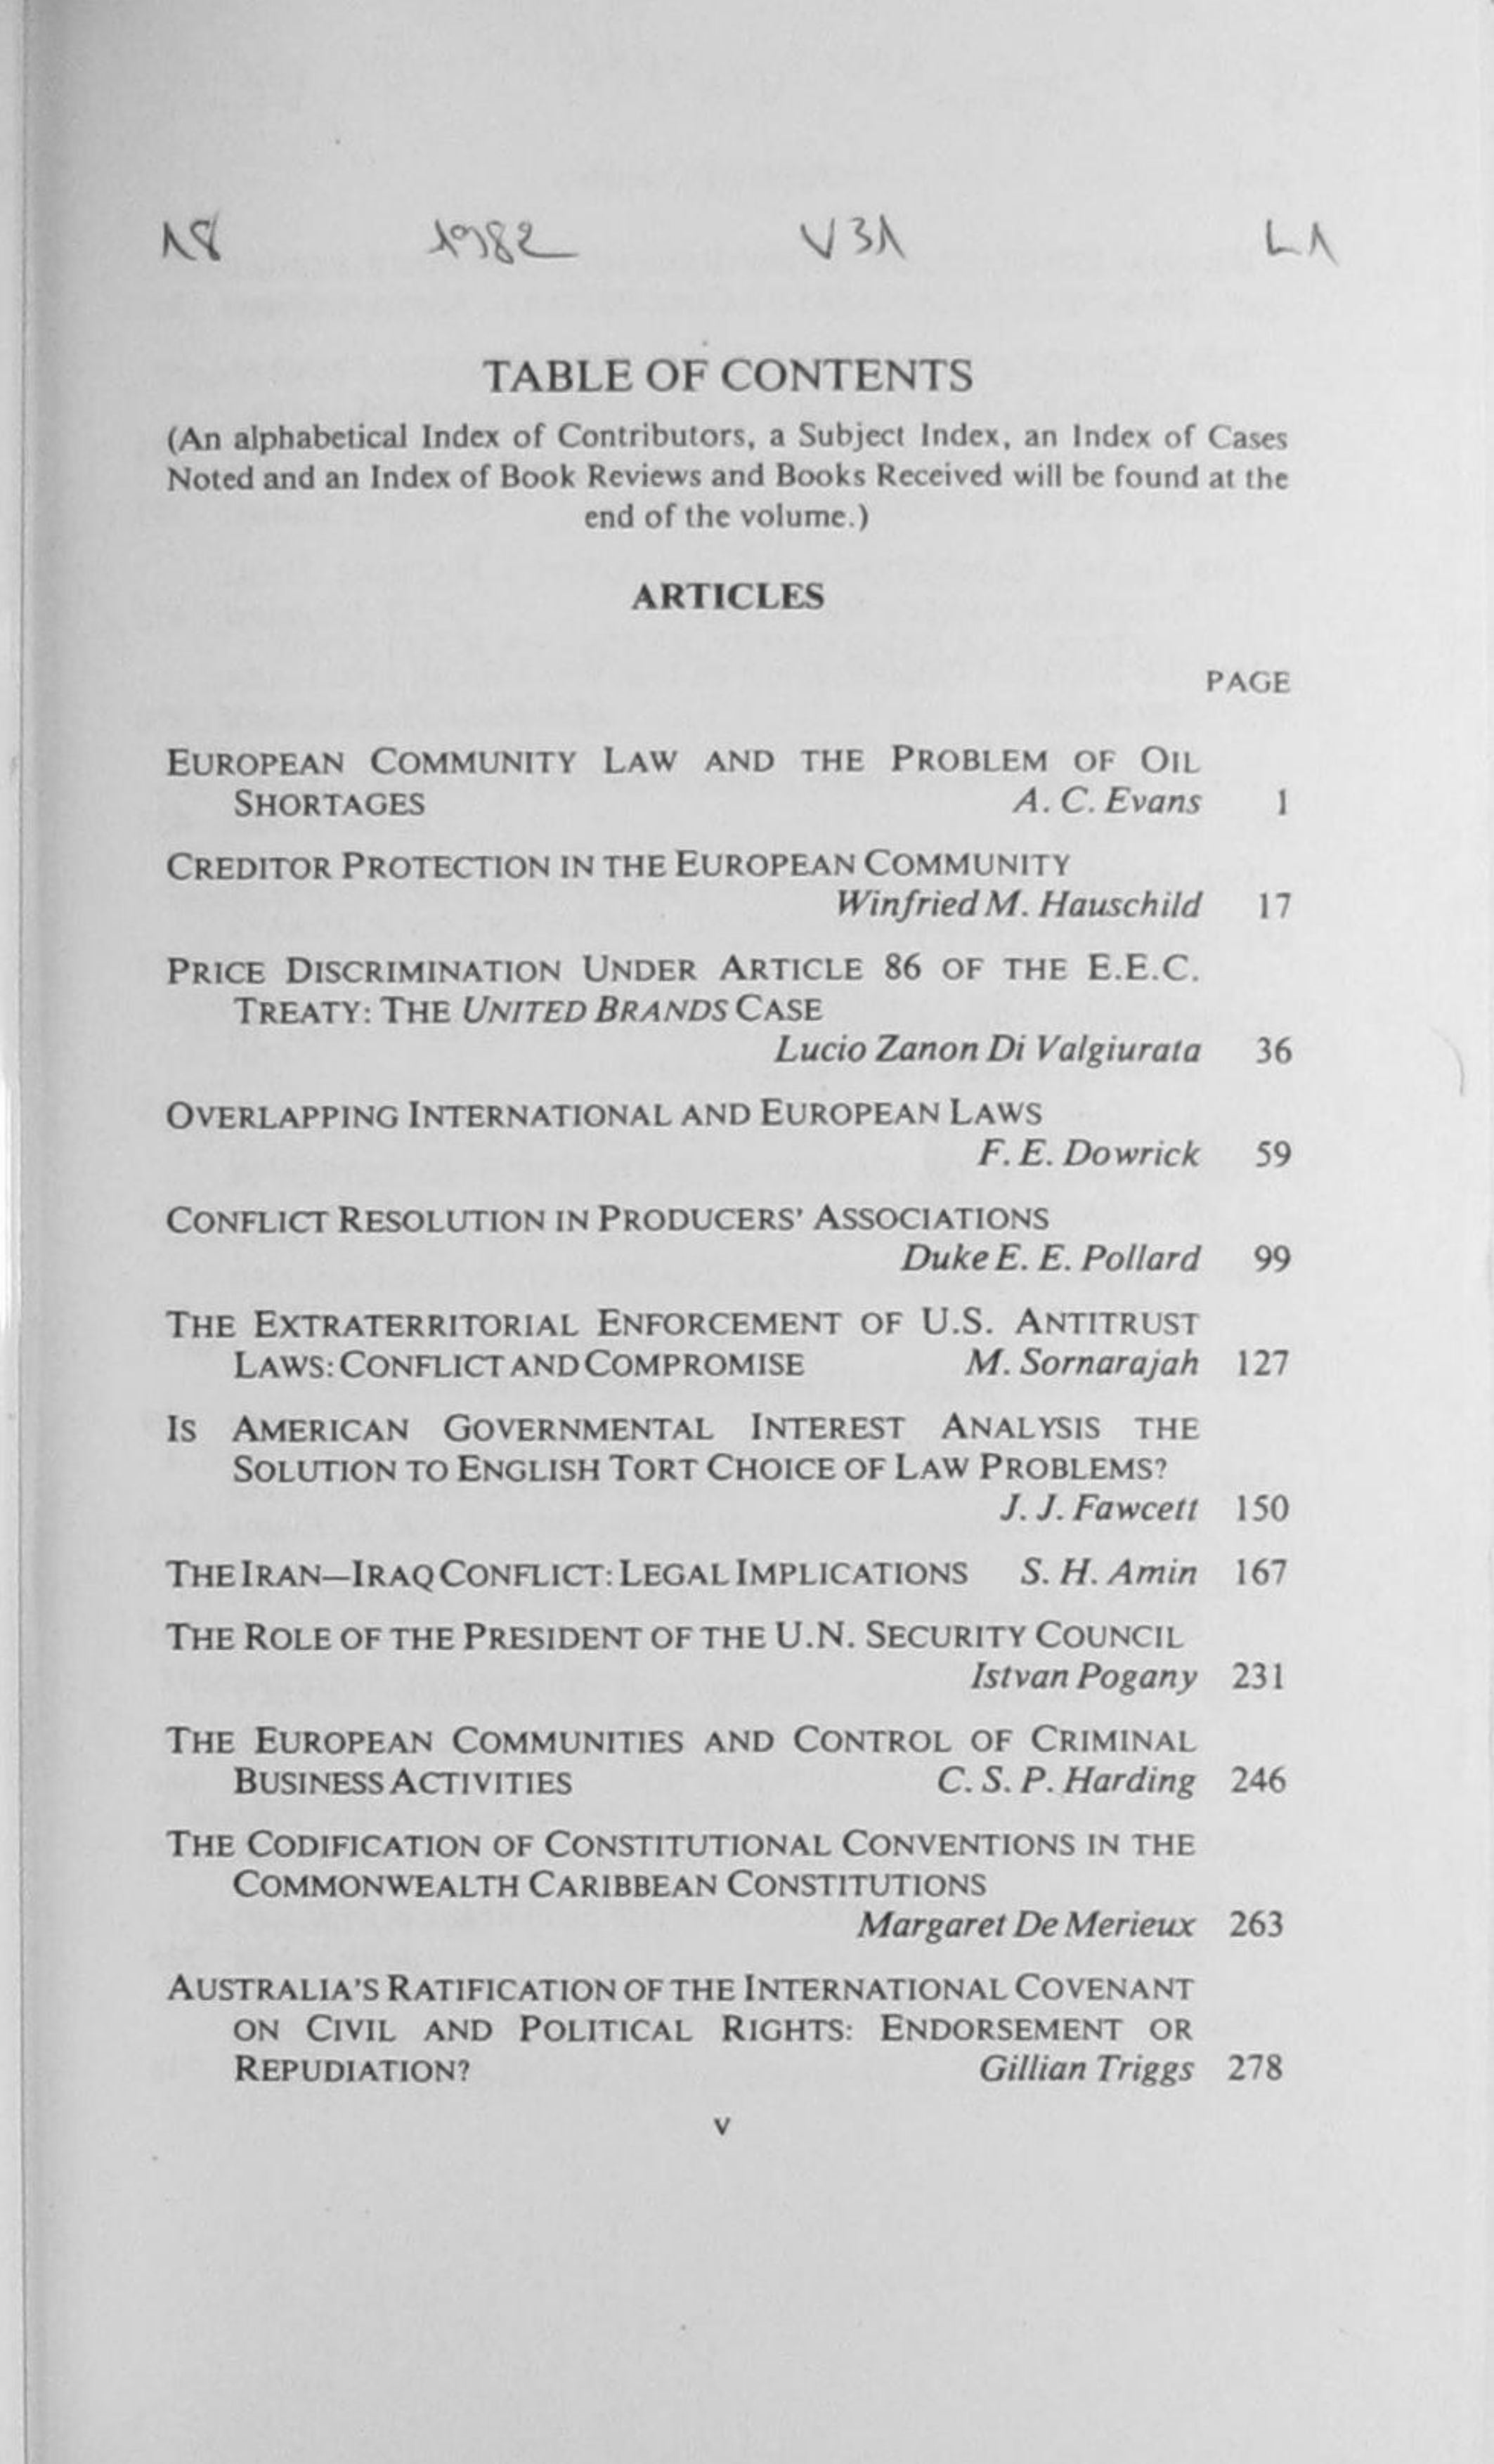 18 1982 V31 L1
TABLE OF CONTENTS
(An alphabetical Index of Contributors, a Subject Index, an Index of Cases
Noted and an Index of Book Reviews and Books Received will be found at the
end of the volume.)
ARTICLES
PAGE
EUROPEAN COMMUNITY LAW AND THE PROBLEM OF OIL
SHORTAGES A. C. Evans 1
CREDITOR PROTECTION IN THE EUROPEAN COMMUNITY
Winfried M. Hauschild 17
PRICE DISCRIMINATION UNDER ARTICLE 86 OF THE E.E.C.
TREATY: THE UNITED BRANDS CASE
Lucio Zanon Di Valgiurata 36
OVERLAPPING INTERNATIONAL AND EUROPEAN LAWS
F. E. Dowrick 59
CONFLICT RESOLUTION IN PRODUCERS' ASSOCIATIONS
Duke E. E. Pollard 99
THE EXTRATERRITORIAL ENFORCEMENT OF U.S. ANTITRUST
LAWS: CONFLICT AND COMPROMISE M. Sornarajah 127
IS AMERICAN GOVERNMENTAL INTEREST ANALYSIS THE
SOLUTION TO ENGLISH TORT CHOICE OF LAW PROBLEMS?
J. J. Fawcett 150
THE IRAN—IRAQ CONFLICT: LEGAL IMPLICATIONS S. H. Amin 167
THE ROLE OF THE PRESIDENT OF THE U.N. SECURITY COUNCIL
Istvan Pogany 231
THE EUROPEAN COMMUNITIES AND CONTROL OF CRIMINAL
BUSINESS ACTIVITIES C. S. P. Harding 246
THE CODIFICATION OF CONSTITUTIONAL CONVENTIONS IN THE
COMMONWEALTH CARIBBEAN CONSTITUTIONS
Margaret De Merieux 263
AUSTRALIA'S RATIFICATION OF THE INTERNATIONAL COVENANT
ON CIVIL AND POLITICAL RIGHTS: ENDORSEMENT OR
REPUDIATION? Gillian Triggs 278
v